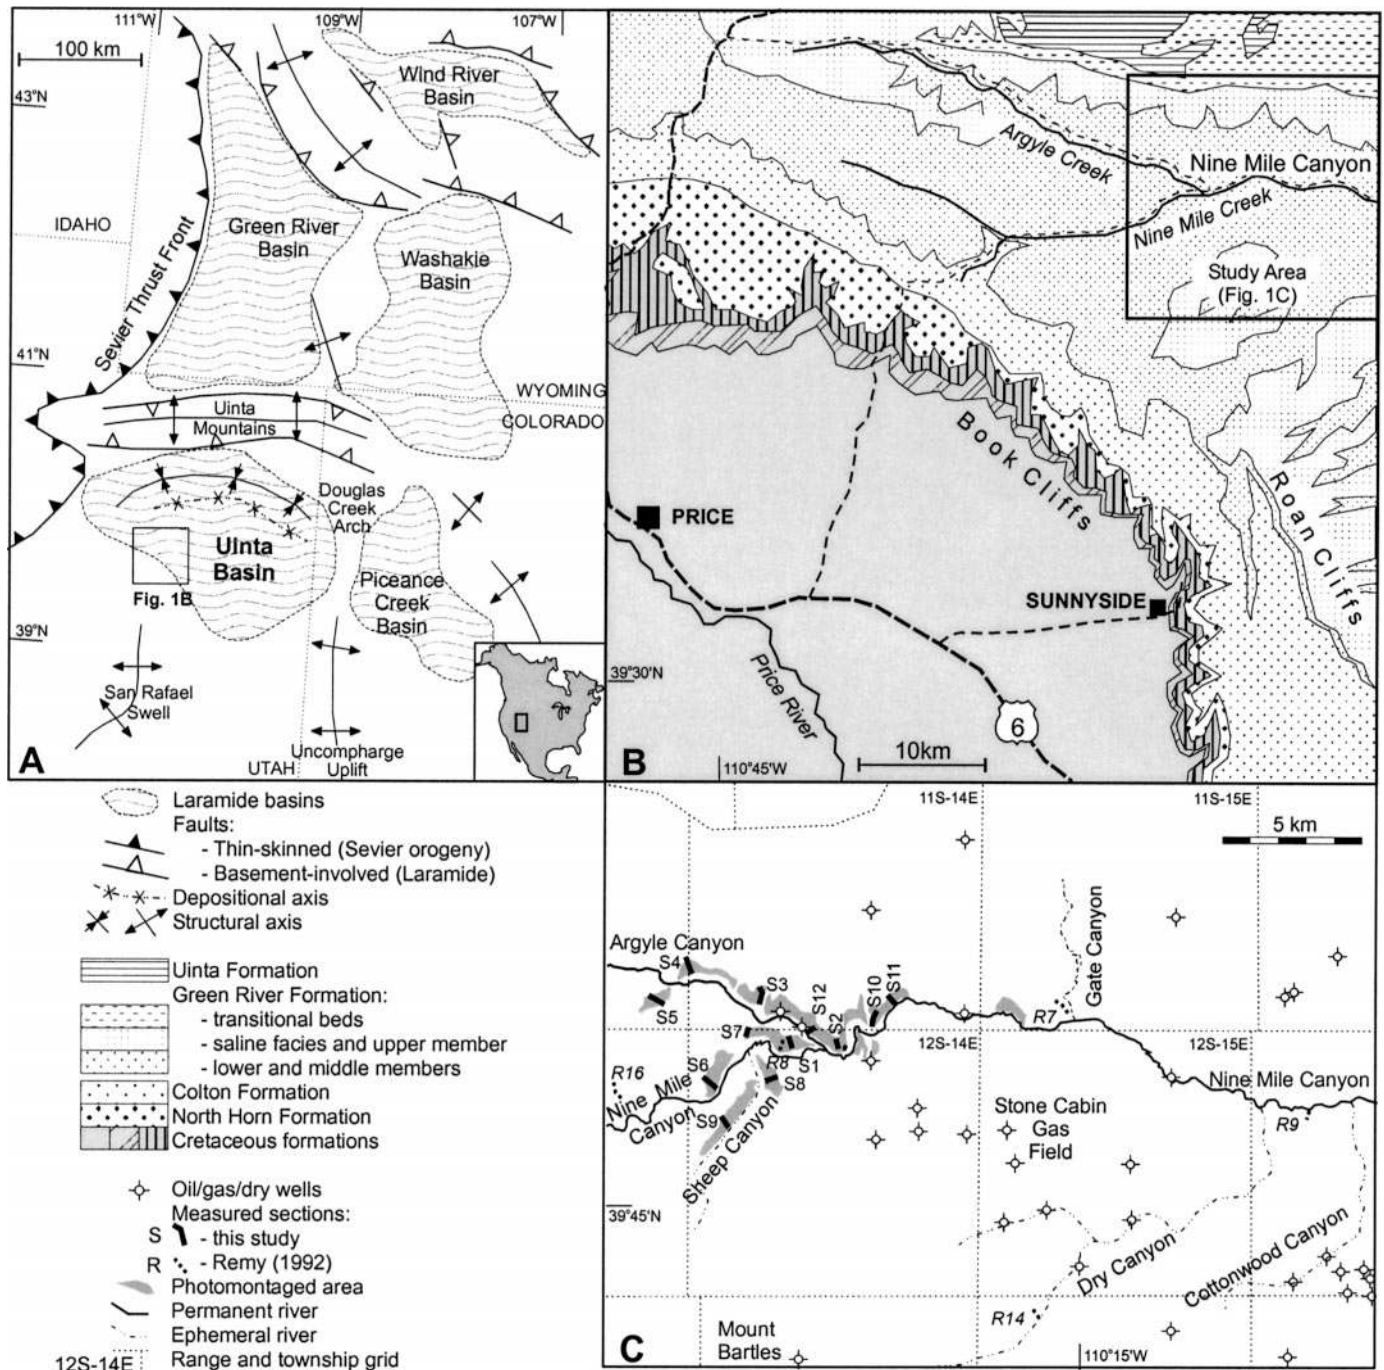 111°W
109°W
107°W
100 km
43°N
Wind River
Basin
IDAHO
Green River
Basin
Washakie
Basin
Sevier Thrust Front
41°N
WYOMING
COLORADO
Uinta
Mountains
Douglas
Creek
Arch
Uinta
Basin
Fig. 1B
Piceance
Creek
Basin
39°N
San Rafael
Swell
Uncompharge
Uplift
UTAH
A
Argyle Creek
Nine Mile Canyon
Nine Mile Creek
Study Area
(Fig. 1C)
Book Cliffs
Roan Cliffs
PRICE
SUNNYSIDE
39°30'N
Price River
6
10km
110°45'W
B
Laramide basins
Faults:
- Thin-skinned (Sevier orogeny)
- Basement-involved (Laramide)
Depositional axis
Structural axis
Uinta Formation
Green River Formation:
- transitional beds
- saline facies and upper member
- lower and middle members
Colton Formation
North Horn Formation
Cretaceous formations
Oil/gas/dry wells
Measured sections:
S - this study
R - Remy (1992)
Photomontaged area
Permanent river
Ephemeral river
12S-14E Range and township grid
11S-14E
11S-15E
5 km
Argyle Canyon
Gate Canyon
S4
S3
S5
S12
S10
S11
S7
S2
R7
R8
S1
12S-14E
12S-15E
S6
S8
R16
Nine Mile
Canyon
S9
Sheep Canyon
Nine Mile Canyon
R9
Stone Cabin
Gas
Field
39°45'N
Dry Canyon
Cottonwood Canyon
R14
Mount
Bartles
110°15'W
C